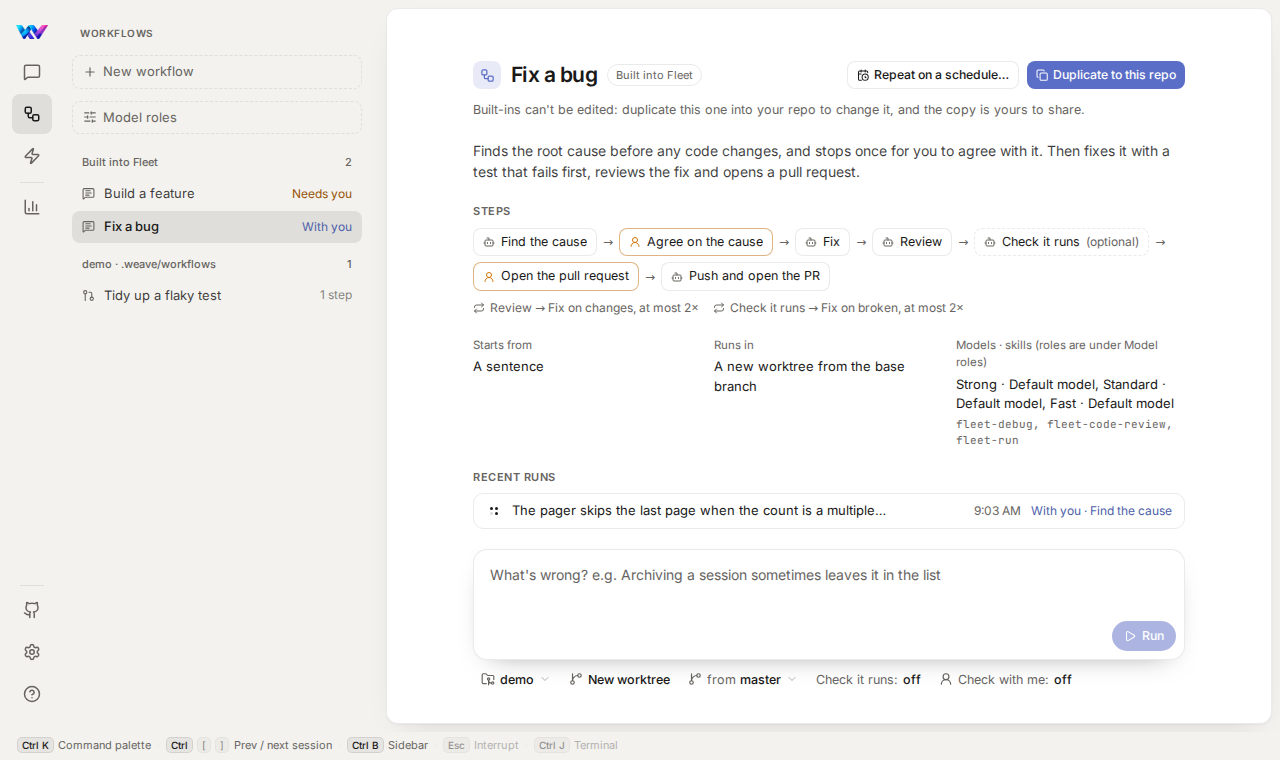 WORKFLOWS
New workflow
Model roles
Built into Fleet 2
Build a feature Needs you
Fix a bug With you
demo · .weave/workflows 1
Tidy up a flaky test 1 step
Fix a bug Built into Fleet Repeat on a schedule... Duplicate to this repo
Built-ins can't be edited: duplicate this one into your repo to change it, and the copy is yours to share.
Finds the root cause before any code changes, and stops once for you to agree with it. Then fixes it with a
test that fails first, reviews the fix and opens a pull request.
STEPS
Find the cause → Agree on the cause → Fix → Review → Check it runs (optional) →
Open the pull request → Push and open the PR
Review → Fix on changes, at most 2× Check it runs → Fix on broken, at most 2×
Starts from
A sentence
Runs in
A new worktree from the base
branch
Models · skills (roles are under Model
roles)
Strong · Default model, Standard ·
Default model, Fast · Default model
fleet-debug, fleet-code-review,
fleet-run
RECENT RUNS
The pager skips the last page when the count is a multiple... 9:03 AM With you · Find the cause
What's wrong? e.g. Archiving a session sometimes leaves it in the list
Run
demo New worktree from master Check it runs: off Check with me: off
Ctrl K Command palette Ctrl [ ] Prev / next session Ctrl B Sidebar Esc Interrupt Ctrl J Terminal